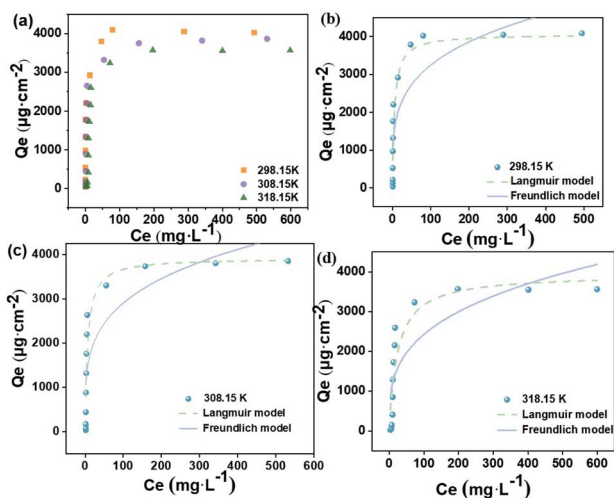 (a)
Qe (µg·cm⁻²)
5000
4000
3000
2000
1000
0
298.15K
308.15K
318.15K
0 100 200 300 400 500 600
Ce (mg·L⁻¹)
(b)
Qe (µg·cm⁻²)
4000
3000
2000
1000
0
298.15K
Langmuir model
Freundlich model
0 100 200 300 400 500
Ce (mg·L⁻¹)
(c)
Qe (µg·cm⁻²)
4000
3000
2000
1000
0
308.15 K
Langmuir model
Freundlich model
0 100 200 300 400 500 600
Ce (mg·L⁻¹)
(d)
Qe (µg·cm⁻²)
4000
3000
2000
1000
0
318.15 K
Langmuir model
Freundlich model
0 100 200 300 400 500 600
Ce (mg·L⁻¹)